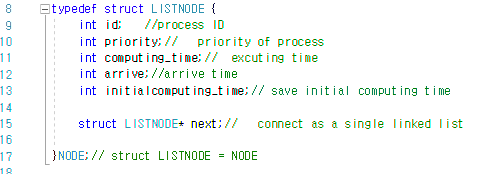 8 typedef struct LISTNODE {
9 int id; //process ID
10 int priority;// priority of process
11 int computing_time;// excuting time
12 int arrive;//arrive time
13 int initialcomputing_time;// save initial computing time
14
15 struct LISTNODE* next;// connect as a single linked list
16
17 }NODE;// struct LISTNODE = NODE
18